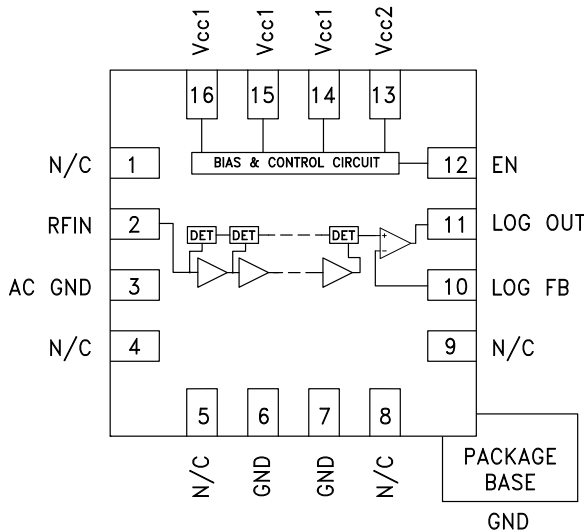 Vcc1 Vcc1 Vcc1 Vcc2
16 15 14 13
BIAS & CONTROL CIRCUIT
N/C 1
12 EN
RFIN 2
DET DET DET
+
−
11 LOG OUT
AC GND 3
10 LOG FB
N/C 4
9 N/C
5 6 7 8
N/C GND GND N/C
PACKAGE
BASE
GND